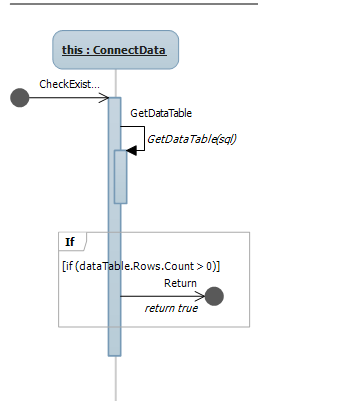 this : ConnectData
CheckExist...
GetDataTable
GetDataTable(sql)
If
[if (dataTable.Rows.Count > 0)]
Return
return true